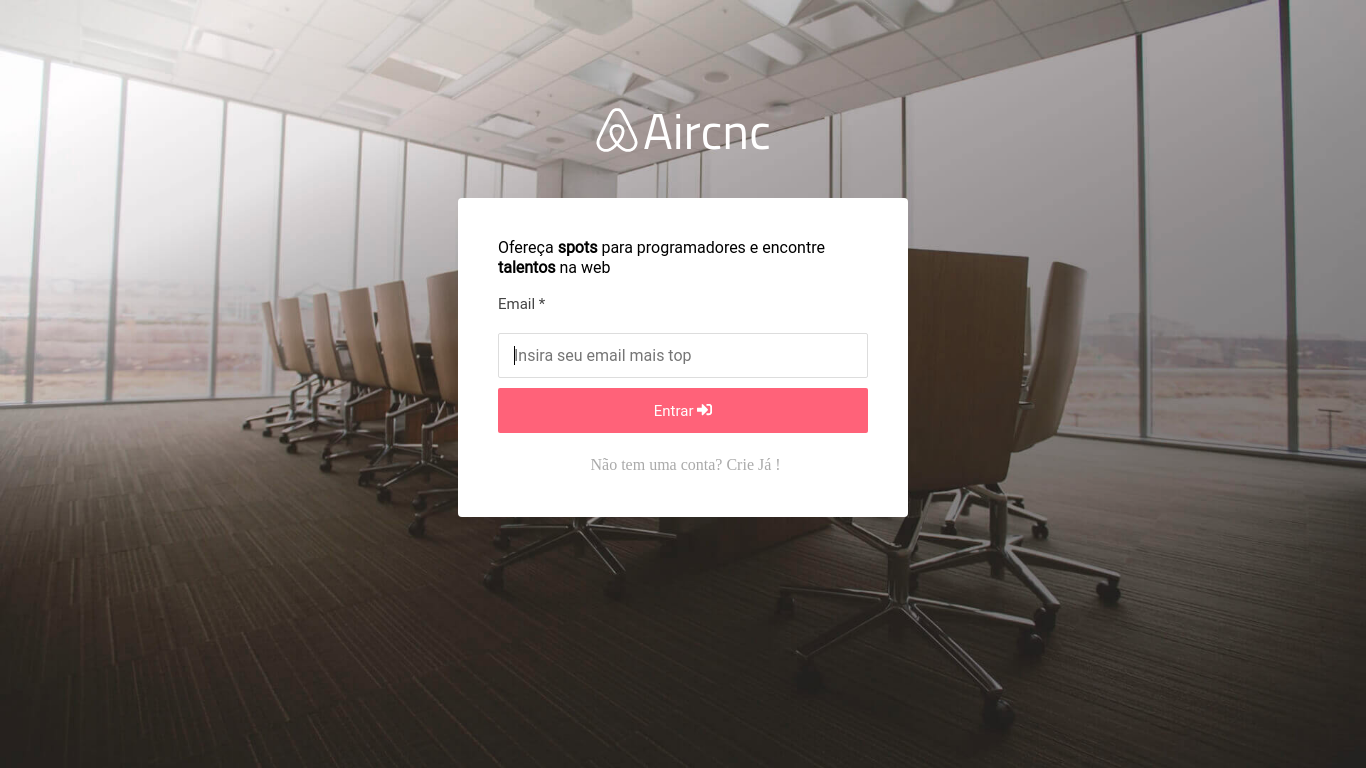 Aircnc
Ofereça spots para programadores e encontre
talentos na web
Email *
Insira seu email mais top
Entrar
Não tem uma conta? Crie Já !